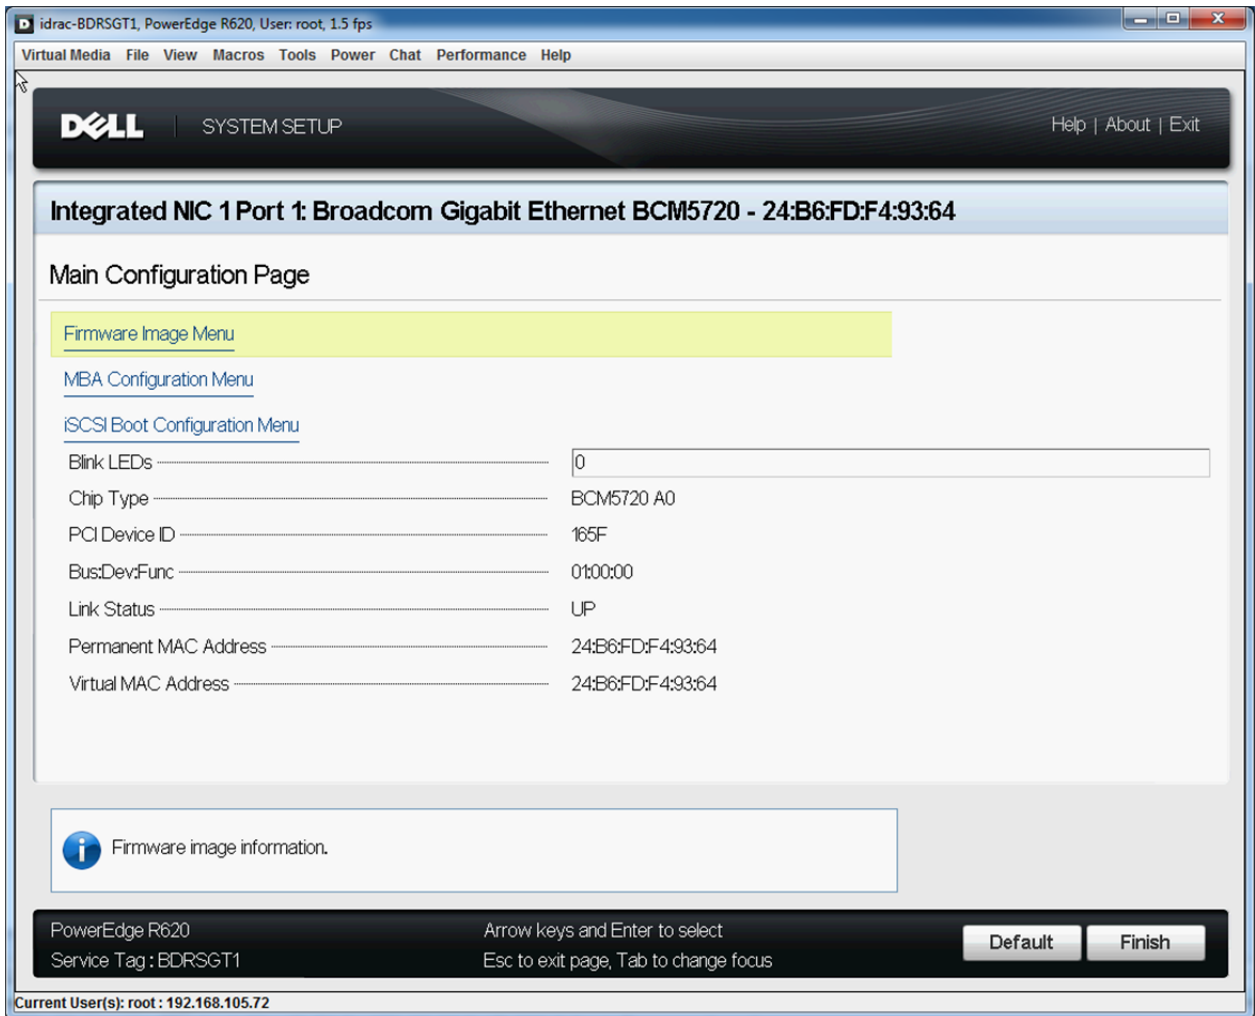 idrac-BDRSGT1, PowerEdge R620, User: root, 1.5 fps
Virtual Media File View Macros Tools Power Chat Performance Help
DELL SYSTEM SETUP Help | About | Exit
Integrated NIC 1 Port 1: Broadcom Gigabit Ethernet BCM5720 - 24:B6:FD:F4:93:64
Main Configuration Page
Firmware Image Menu
MBA Configuration Menu
iSCSI Boot Configuration Menu
Blink LEDs 0
Chip Type BCM5720 A0
PCI Device ID 165F
Bus:Dev:Func 01:00:00
Link Status UP
Permanent MAC Address 24:B6:FD:F4:93:64
Virtual MAC Address 24:B6:FD:F4:93:64
Firmware image information.
PowerEdge R620 Arrow keys and Enter to select
Service Tag : BDRSGT1 Esc to exit page, Tab to change focus
Default Finish
Current User(s): root : 192.168.105.72